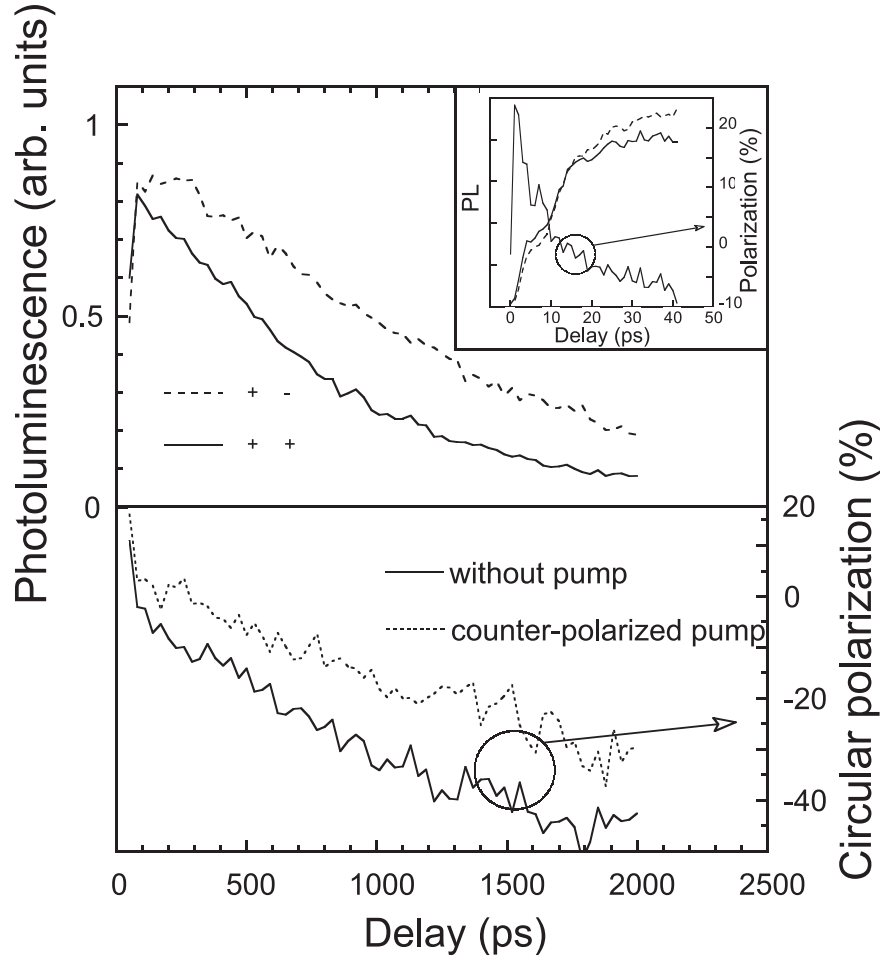 Photoluminescence (arb. units)
1
0.5
0
+ -
+ +
PL
Polarization (%)
20
10
0
-10
0 10 20 30 40 50
Delay (ps)
without pump
counter-polarized pump
20
0
-20
-40
Circular polarization (%)
0 500 1000 1500 2000 2500
Delay (ps)